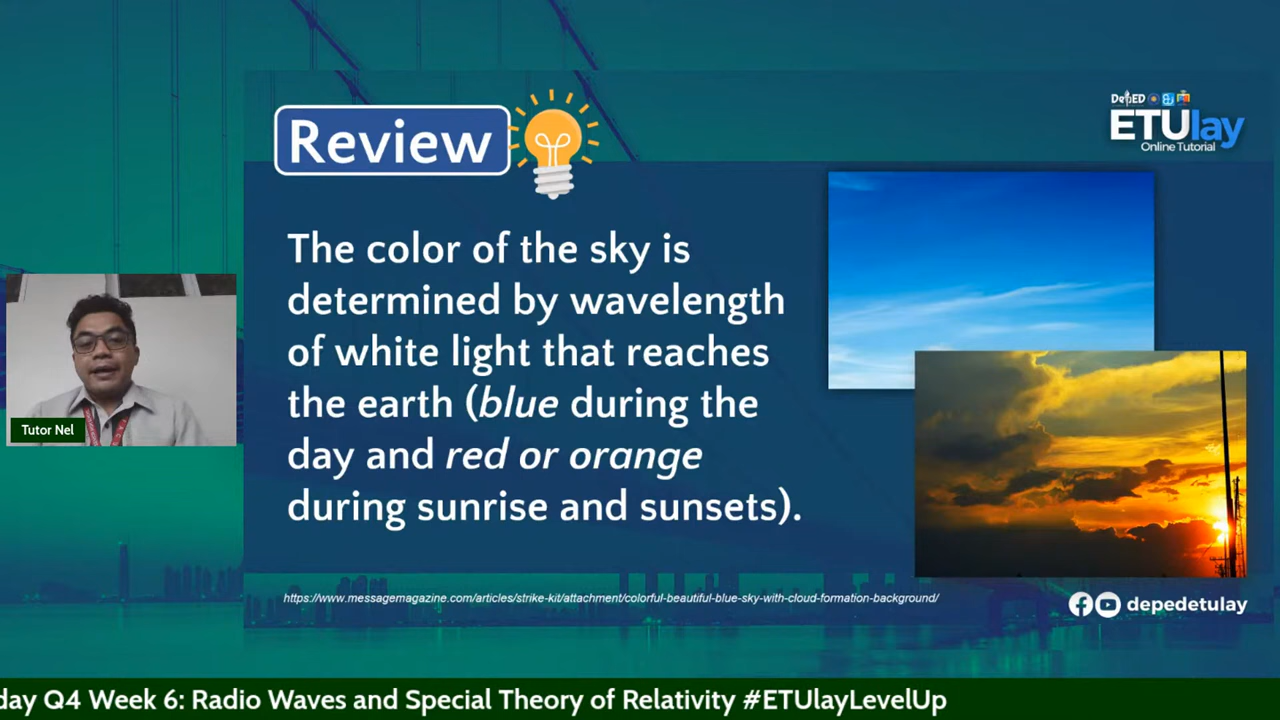 Review
DepED
ETUlay
Online Tutorial
The color of the sky is
determined by wavelength
of white light that reaches
the earth (blue during the
day and red or orange
during sunrise and sunsets).
Tutor Nel
https://www.messagemagazine.com/articles/strike-kit/attachment/colorful-beautiful-blue-sky-with-cloud-formation-background/
depedetulay
day Q4 Week 6: Radio Waves and Special Theory of Relativity #ETUlayLevelUp